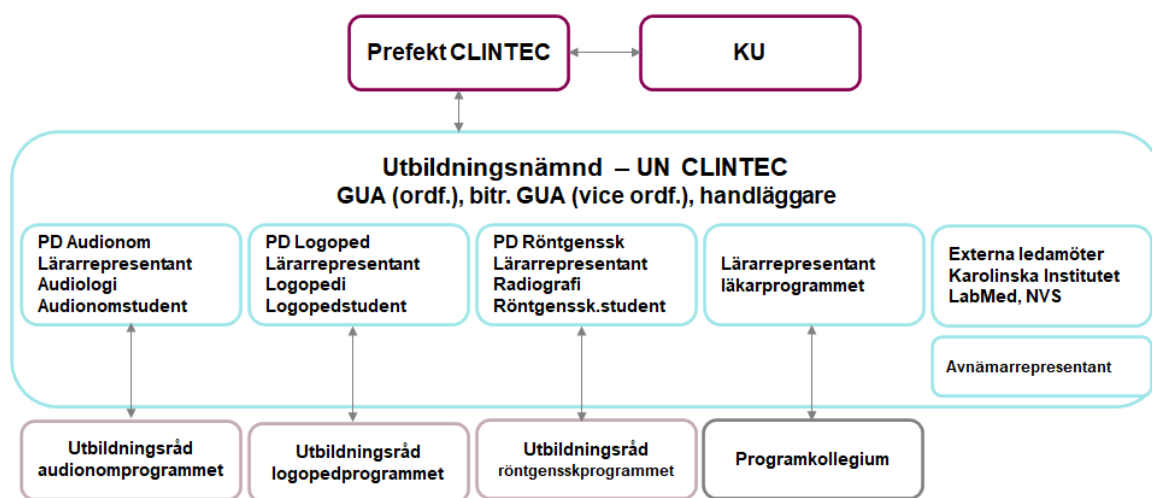 Prefekt CLINTEC
KU
Utbildningsnämnd – UN CLINTEC
GUA (ordf.), bitr. GUA (vice ordf.), handläggare
PD Audionom
Lärarrepresentant
Audiologi
Audionomstudent
PD Logoped
Lärarrepresentant
Logopedi
Logopedstudent
PD Röntgenssk
Lärarrepresentant
Radiografi
Röntgenssk.student
Lärarrepresentant
läkarprogrammet
Externa ledamöter
Karolinska Institutet
LabMed, NVS
Avnämarrepresentant
Utbildningsråd
audionomprogrammet
Utbildningsråd
logopedprogrammet
Utbildningsråd
röntgensskprogrammet
Programkollegium